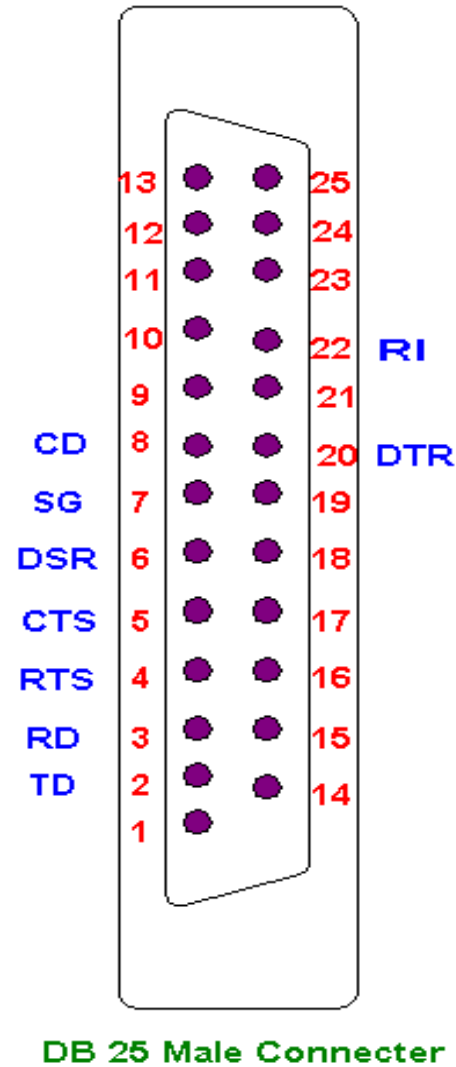 13 25
12 24
11 23
10 22 RI
9 21
CD 8 20 DTR
SG 7 19
DSR 6 18
CTS 5 17
RTS 4 16
RD 3 15
TD 2 14
1
DB 25 Male Connecter